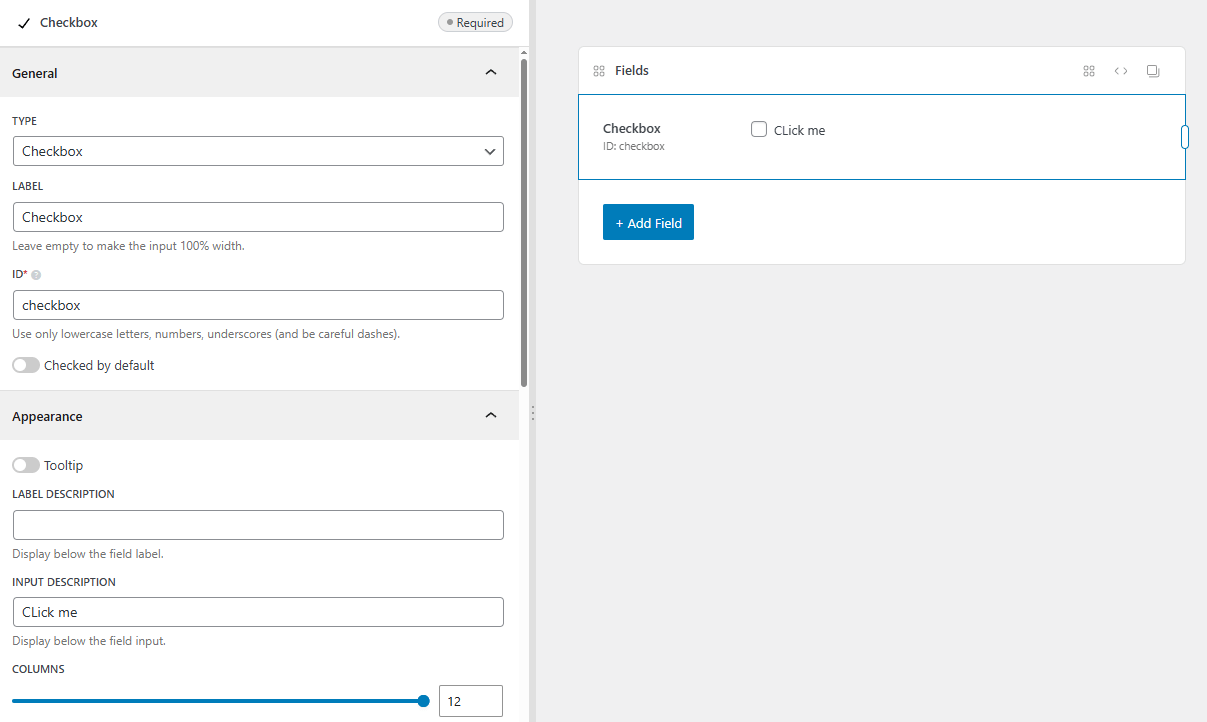 Checkbox
Required
General
TYPE
Checkbox
LABEL
Checkbox
Leave empty to make the input 100% width.
ID*
checkbox
Use only lowercase letters, numbers, underscores (and be careful dashes).
Checked by default
Appearance
Tooltip
LABEL DESCRIPTION
Display below the field label.
INPUT DESCRIPTION
CLick me
Display below the field input.
COLUMNS
12
Fields
Checkbox
CLick me
ID: checkbox
+ Add Field